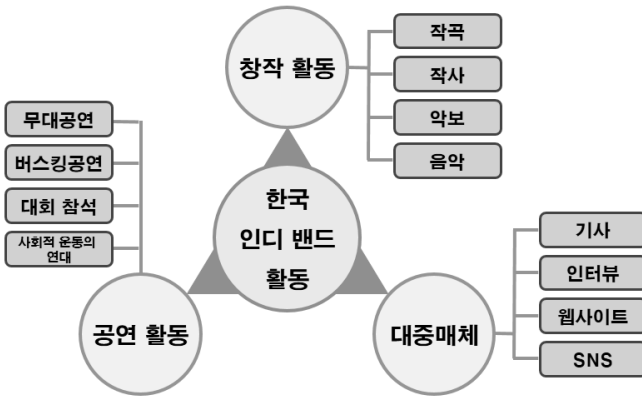 창작 활동
작곡
작사
악보
음악
무대공연
버스킹공연
대회 참석
사회적 운동의
연대
한국
인디 밴드
활동
공연 활동
대중매체
기사
인터뷰
웹사이트
SNS